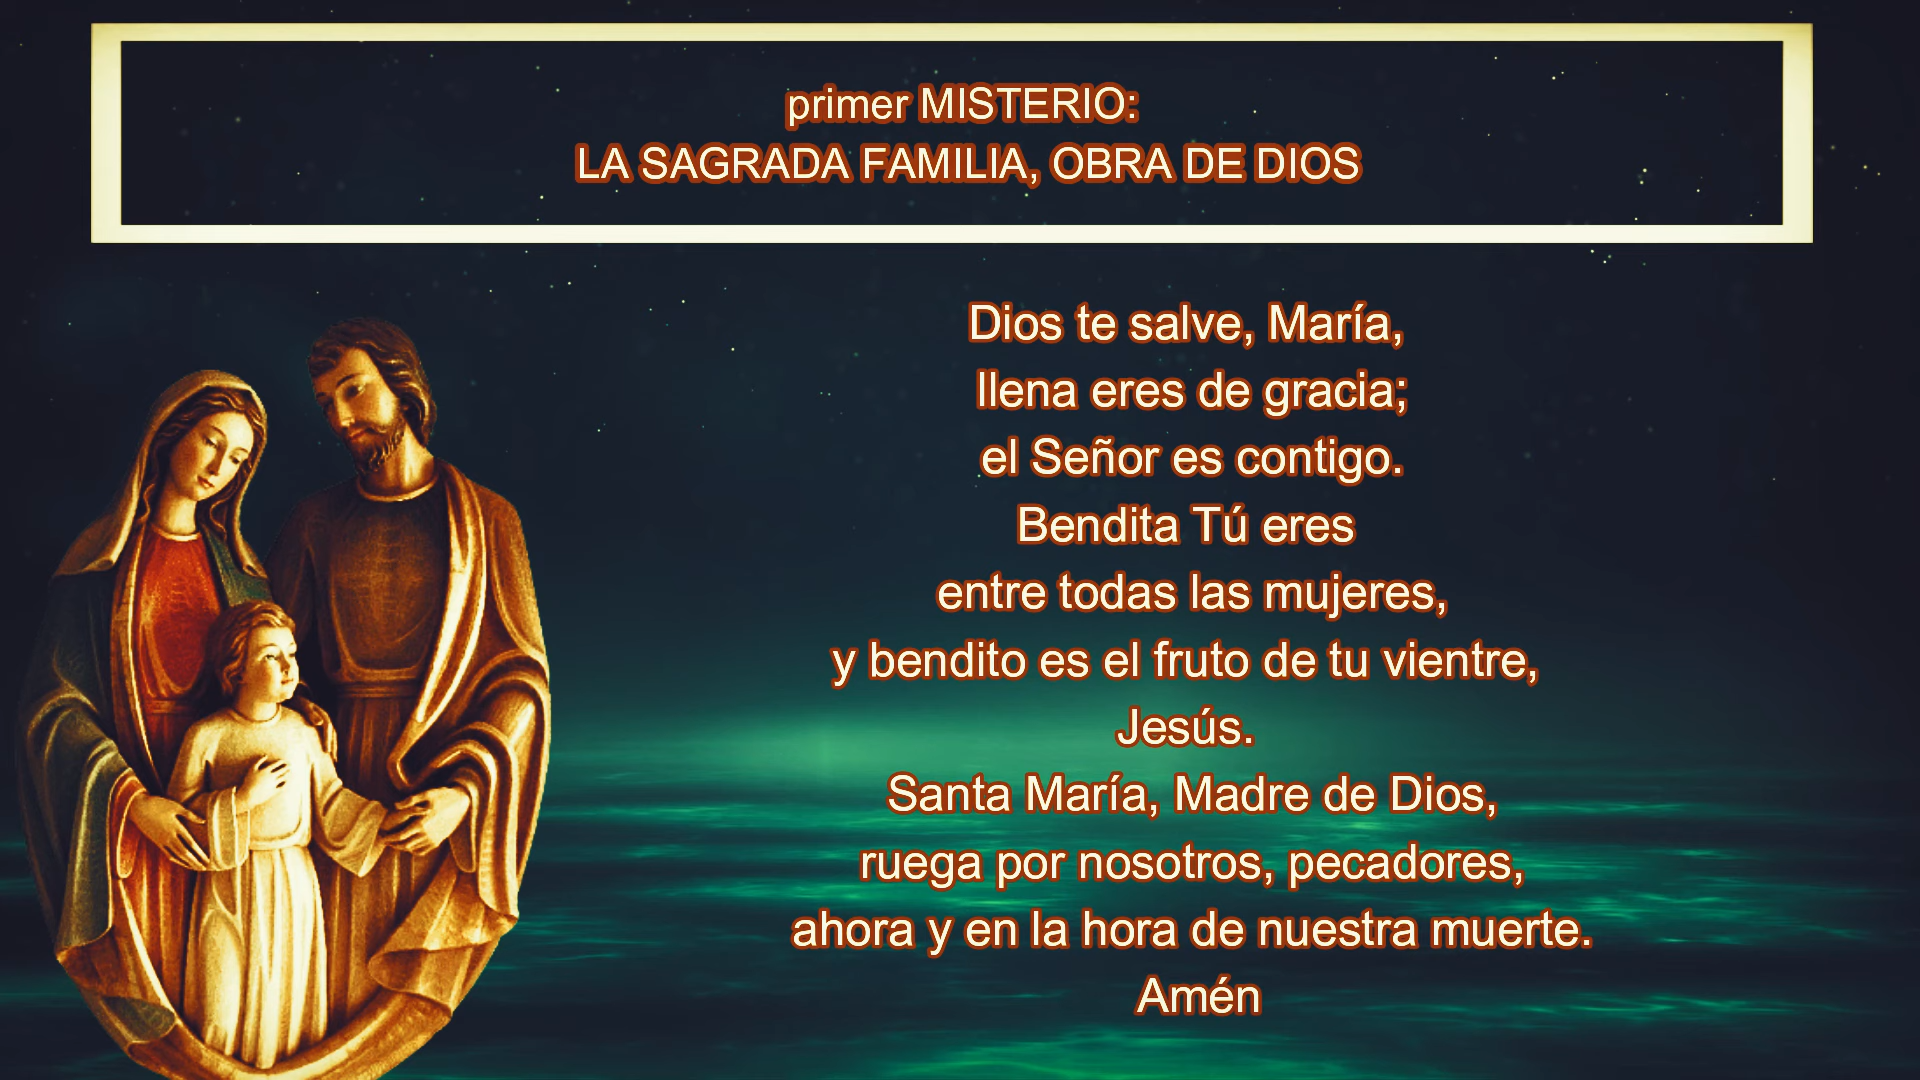 primer MISTERIO:
LA SAGRADA FAMILIA, OBRA DE DIOS
Dios te salve, María,
llena eres de gracia;
el Señor es contigo.
Bendita Tú eres
entre todas las mujeres,
y bendito es el fruto de tu vientre,
Jesús.
Santa María, Madre de Dios,
ruega por nosotros, pecadores,
ahora y en la hora de nuestra muerte.
Amén